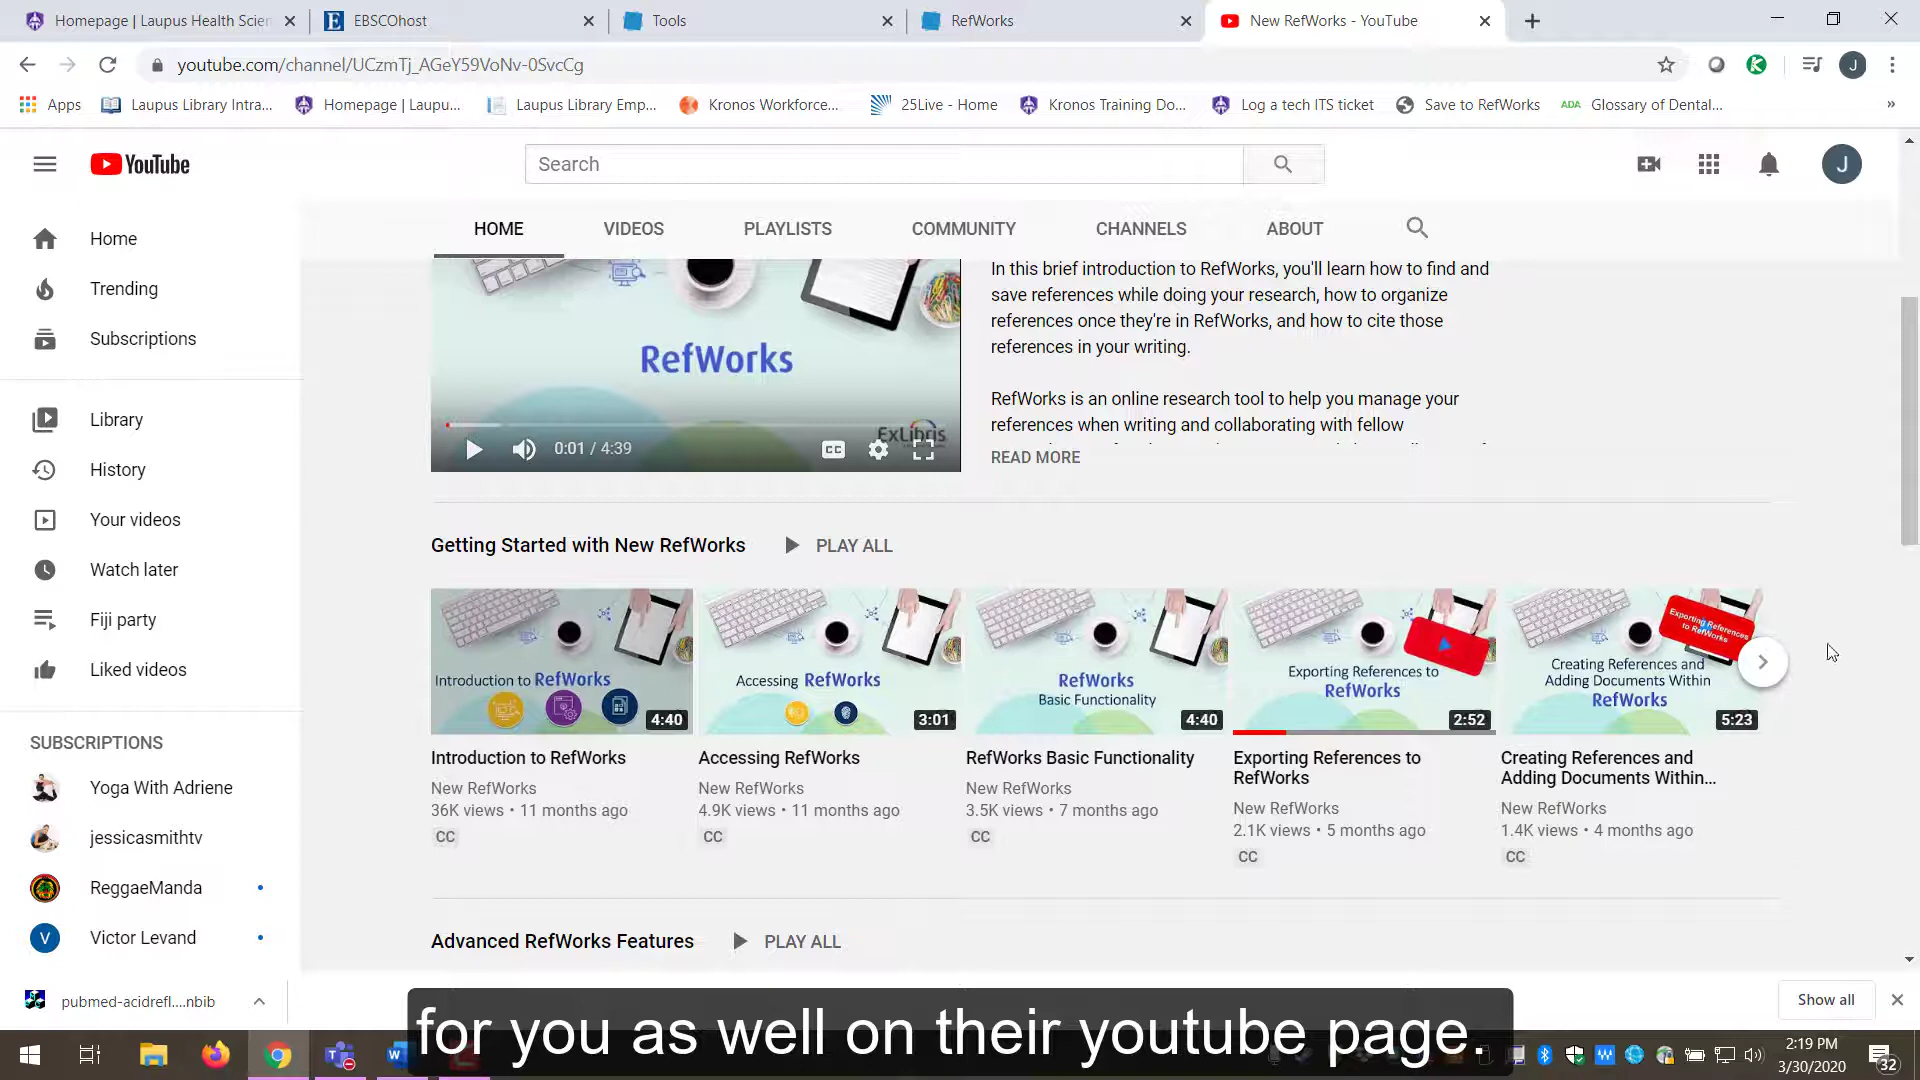 Homepage | Laupus Health Scien
EBSCOhost
Tools
RefWorks
New RefWorks - YouTube
youtube.com/channel/UCzmTj_AGeY59VoNv-0SvcCg
J
Apps
Laupus Library Intra...
Homepage | Laupu...
Laupus Library Emp...
Kronos Workforce...
25Live - Home
Kronos Training Do...
Log a tech ITS ticket
Save to RefWorks
ADA Glossary of Dental...
YouTube
Search
J
HOME
VIDEOS
PLAYLISTS
COMMUNITY
CHANNELS
ABOUT
Home
Trending
Subscriptions
Library
History
Your videos
Watch later
Fiji party
Liked videos
SUBSCRIPTIONS
Yoga With Adriene
jessicasmithtv
ReggaeManda
V Victor Levand
RefWorks
ExLibris
0:01 / 4:39
CC
In this brief introduction to RefWorks, you'll learn how to find and
save references while doing your research, how to organize
references once they're in RefWorks, and how to cite those
references in your writing.
RefWorks is an online research tool to help you manage your
references when writing and collaborating with fellow
READ MORE
Getting Started with New RefWorks
PLAY ALL
Introduction to RefWorks
4:40
Accessing RefWorks
3:01
RefWorks
Basic Functionality
4:40
Exporting References to
RefWorks
2:52
Exporting References
to RefWorks
Creating References and
Adding Documents Within
RefWorks
5:23
Introduction to RefWorks
New RefWorks
36K views • 11 months ago
CC
Accessing RefWorks
New RefWorks
4.9K views • 11 months ago
CC
RefWorks Basic Functionality
New RefWorks
3.5K views • 7 months ago
CC
Exporting References to
RefWorks
New RefWorks
2.1K views • 5 months ago
CC
Creating References and
Adding Documents Within...
New RefWorks
1.4K views • 4 months ago
CC
Advanced RefWorks Features
PLAY ALL
pubmed-acidrefl....nbib
Show all
for you as well on their youtube page.
2:19 PM
3/30/2020
32